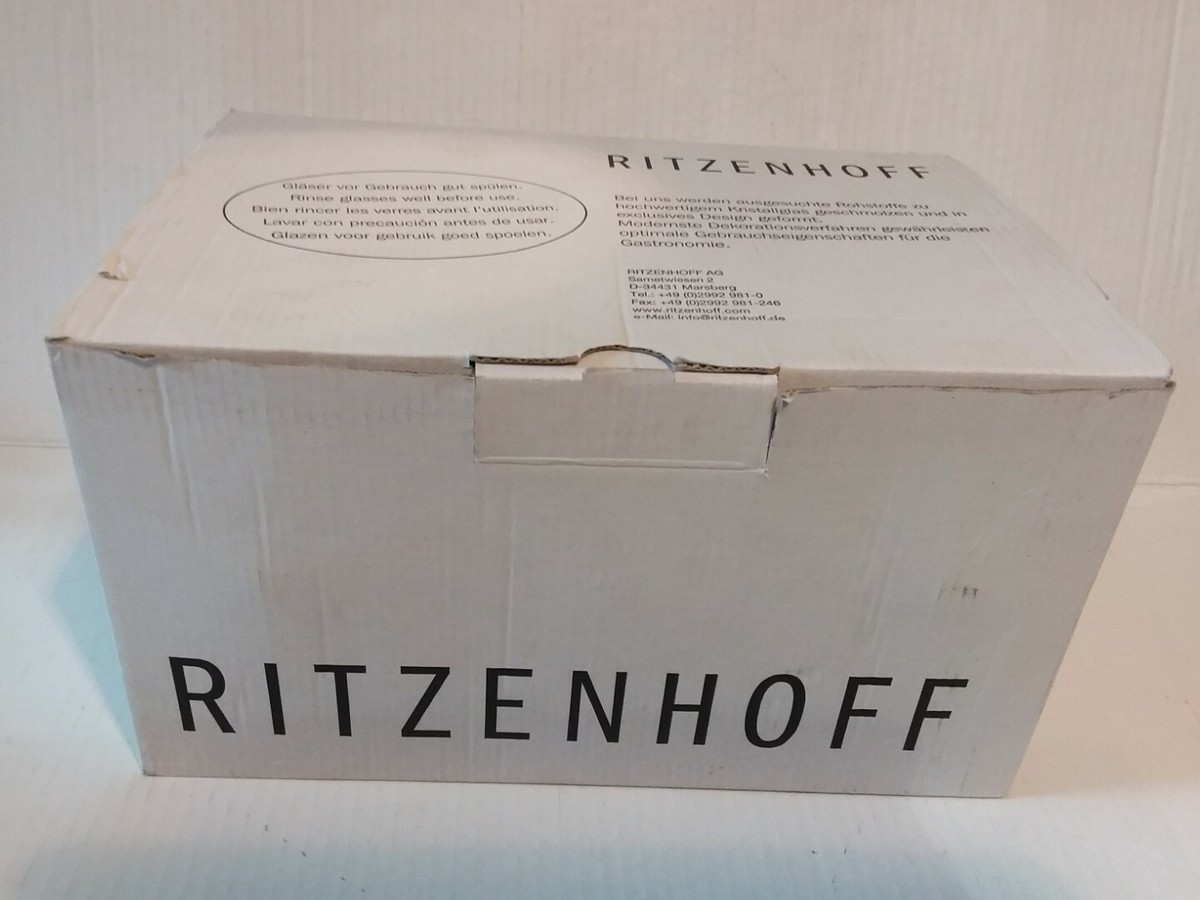 Gläser vor Gebrauch gut spülen.
Rinse glasses well before use.
Bien rincer les verres avant l'utilisation.
Lavar con precaución antes de usar.
Glazen voor gebruik goed spoelen.
RITZENHOFF
Bei uns werden ausgesuchte Rohstoffe zu
hochwertigem Kristallglas geschmolzen und in
exclusives Design geformt.
Modernste Dekorationsverfahren gewährleisten
optimale Gebrauchseigenschaften für die
Gastronomie.
RITZENHOFF AG
Sametwiesen 2
D-34431 Marsberg
Tel.: +49 (0)2992 981-0
Fax: +49 (0)2992 981-246
www.ritzenhoff.com
e-Mail: info@ritzenhoff.de
RITZENHOFF